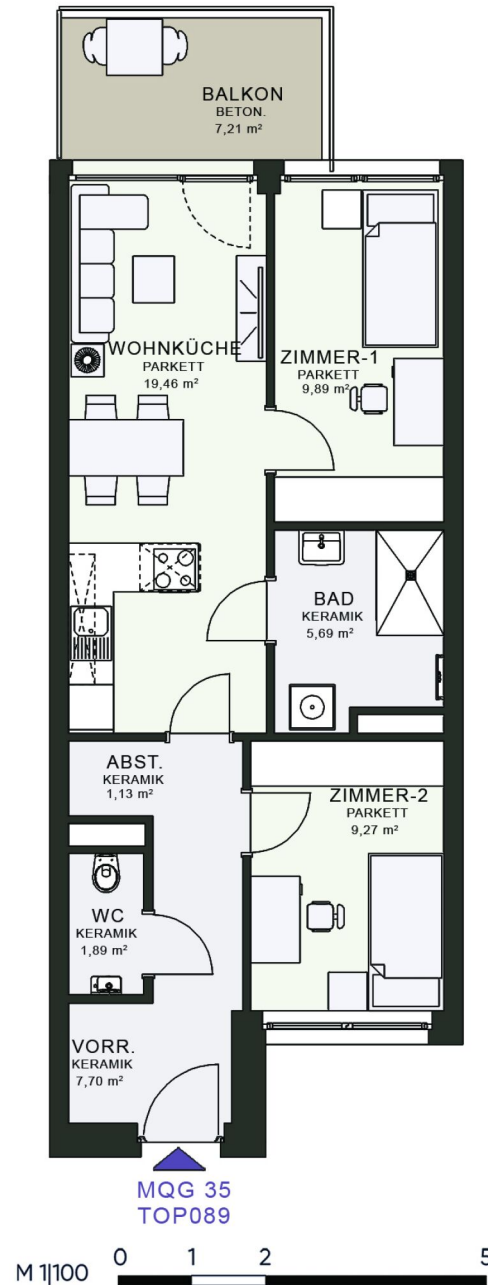 BALKON
BETON.
7,21 m²
WOHNKÜCHE
PARKETT
19,46 m²
ZIMMER-1
PARKETT
9,89 m²
BAD
KERAMIK
5,69 m²
ABST.
KERAMIK
1,13 m²
ZIMMER-2
PARKETT
9,27 m²
WC
KERAMIK
1,89 m²
VORR.
KERAMIK
7,70 m²
MQG 35
TOP089
M 1|100 0 1 2 5